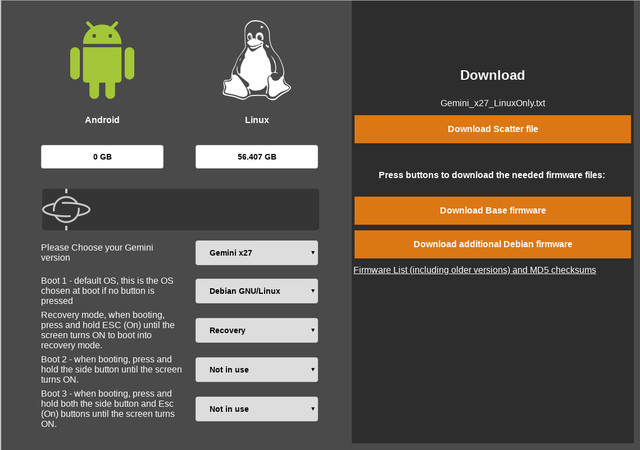 Android
Linux
0 GB
56.407 GB
Please Choose your Gemini
version
Gemini x27
Boot 1 - default OS, this is the OS
chosen at boot if no button is
pressed
Debian GNU/Linux
Recovery mode, when booting,
press and hold ESC (On) until the
screen turns ON to boot into
recovery mode.
Recovery
Boot 2 - when booting, press and
hold the side button until the screen
turns ON.
Not in use
Boot 3 - when booting, press and
hold both the side button and Esc
(On) buttons until the screen turns
ON.
Not in use
Download
Gemini_x27_LinuxOnly.txt
Download Scatter file
Press buttons to download the needed firmware files:
Download Base firmware
Download additional Debian firmware
Firmware List (including older versions) and MD5 checksums